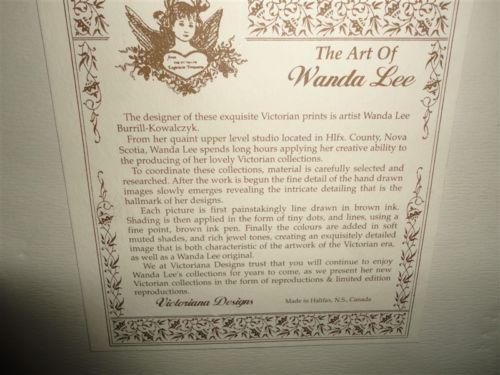 The Art Of
Wanda Lee
The designer of these exquisite Victorian prints is artist Wanda Lee
Burrill-Kowalczyk.
From her quaint upper level studio located in Hlfx. County, Nova
Scotia, Wanda Lee spends long hours applying her creative ability to
the producing of her lovely Victorian collections.
To coordinate these collections, material is carefully selected and
researched. After the work is begun the fine detail of the hand drawn
images slowly emerges revealing the intricate detailing that is the
hallmark of her designs.
Each picture is first painstakingly line drawn in brown ink.
Shading is then applied in the form of tiny dots, and lines, using a
fine point, brown ink pen. Finally the colours are added in soft
muted shades, and rich jewel tones, creating an exquisitely detailed
image that is both characteristic of the artwork of the Victorian era,
as well as a Wanda Lee original.
We at Victoriana Designs trust that you will continue to enjoy
Wanda Lee's collections for years to come, as we present her new
Victorian collections in the form of reproductions & limited edition
reproductions.
Victoriana Designs
Made in Halifax, N.S., Canada